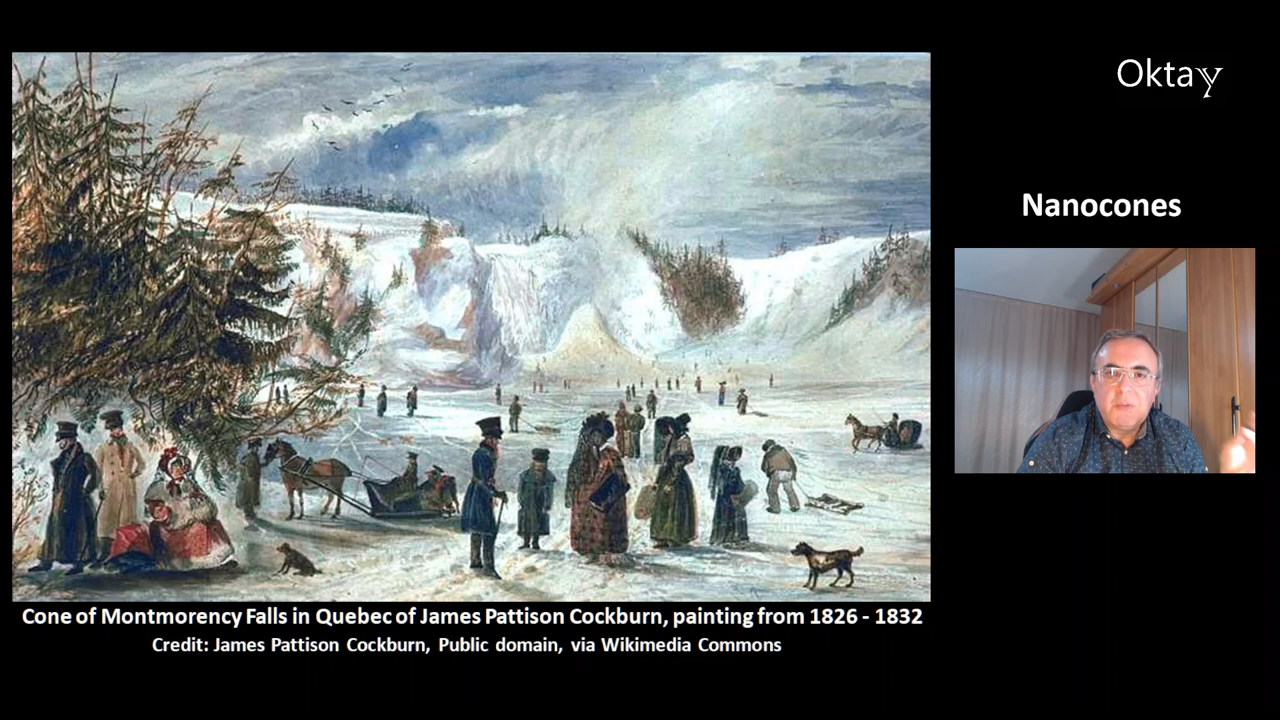 Oktay
Nanocones
Cone of Montmorency Falls in Quebec of James Pattison Cockburn, painting from 1826 - 1832
Credit: James Pattison Cockburn, Public domain, via Wikimedia Commons